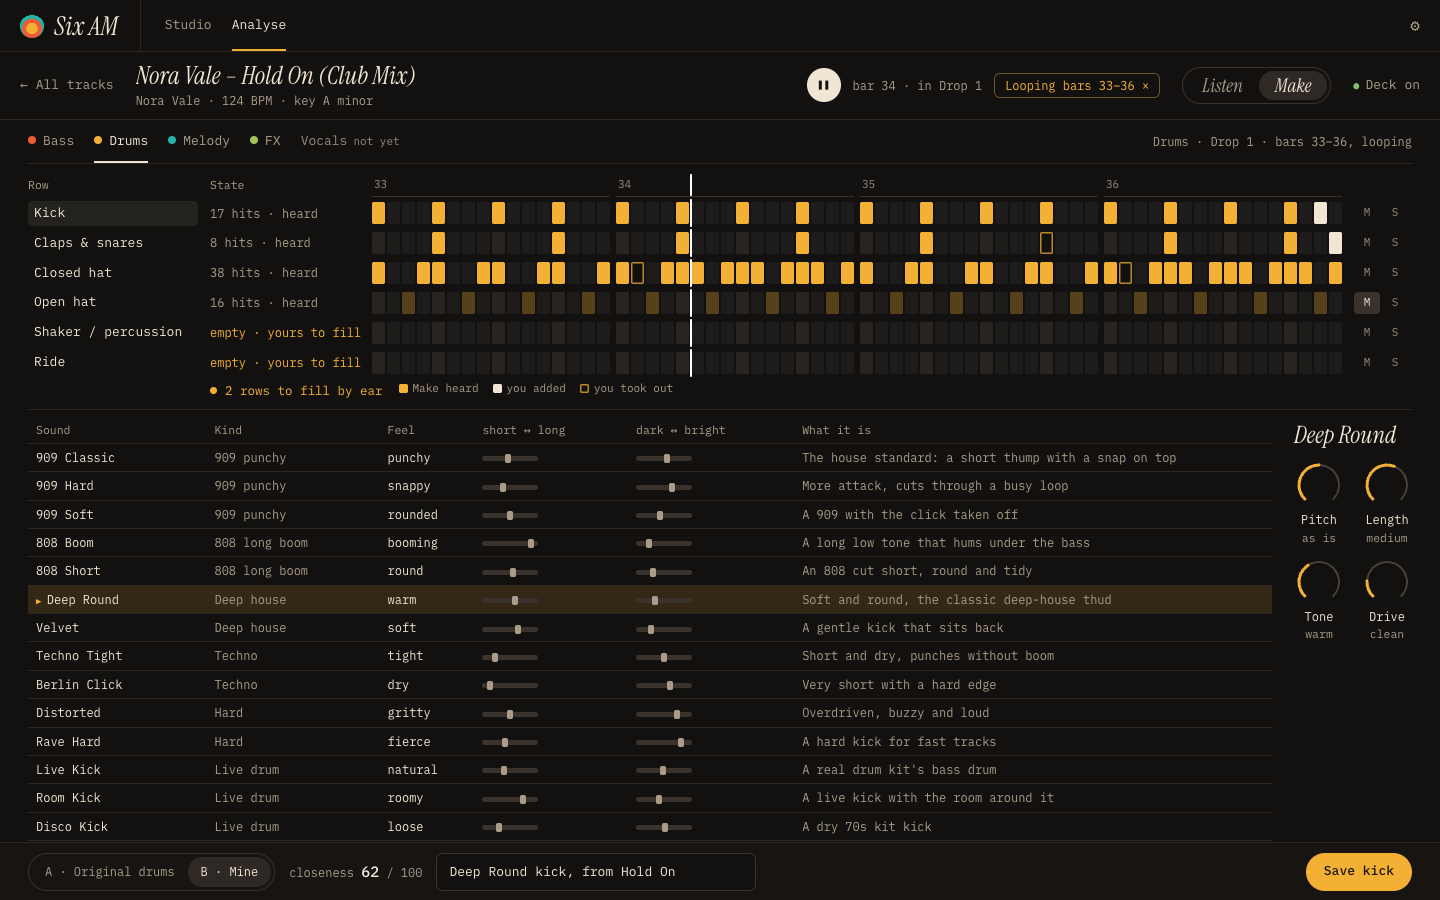 Six AM
Studio Analyse
⚙
← All tracks
Nora Vale – Hold On (Club Mix)
Nora Vale · 124 BPM · key A minor
bar 34 · in Drop 1
Looping bars 33–36 ×
Listen Make
● Deck on
Bass Drums Melody FX Vocals not yet
Drums · Drop 1 · bars 33–36, looping
Row State 33 34 35 36
Kick 17 hits · heard M S
Claps & snares 8 hits · heard M S
Closed hat 38 hits · heard M S
Open hat 16 hits · heard M S
Shaker / percussion empty · yours to fill M S
Ride empty · yours to fill M S
2 rows to fill by ear Make heard you added you took out
Sound Kind Feel short ↔ long dark ↔ bright What it is
909 Classic 909 punchy punchy The house standard: a short thump with a snap on top
909 Hard 909 punchy snappy More attack, cuts through a busy loop
909 Soft 909 punchy rounded A 909 with the click taken off
808 Boom 808 long boom booming A long low tone that hums under the bass
808 Short 808 long boom round An 808 cut short, round and tidy
▶ Deep Round Deep house warm Soft and round, the classic deep-house thud
Velvet Deep house soft A gentle kick that sits back
Techno Tight Techno tight Short and dry, punches without boom
Berlin Click Techno dry Very short with a hard edge
Distorted Hard gritty Overdriven, buzzy and loud
Rave Hard Hard fierce A hard kick for fast tracks
Live Kick Live drum natural A real drum kit's bass drum
Room Kick Live drum roomy A live kick with the room around it
Disco Kick Live drum loose A dry 70s kit kick
Deep Round
Pitch Length
as is medium
Tone Drive
warm clean
A · Original drums B · Mine
closeness 62 / 100
Deep Round kick, from Hold On
Save kick